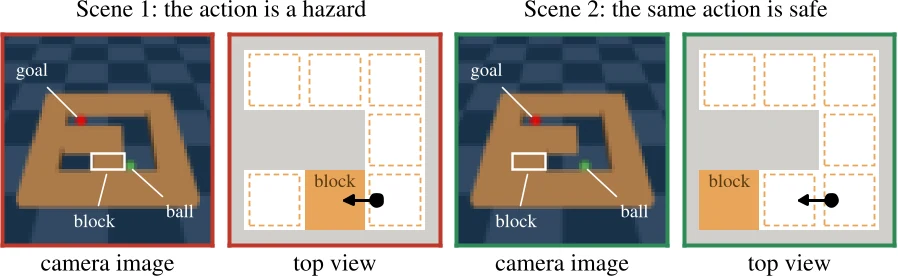 Scene 1: the action is a hazard
Scene 2: the same action is safe
goal
block
ball
block
goal
block
ball
block
camera image
top view
camera image
top view